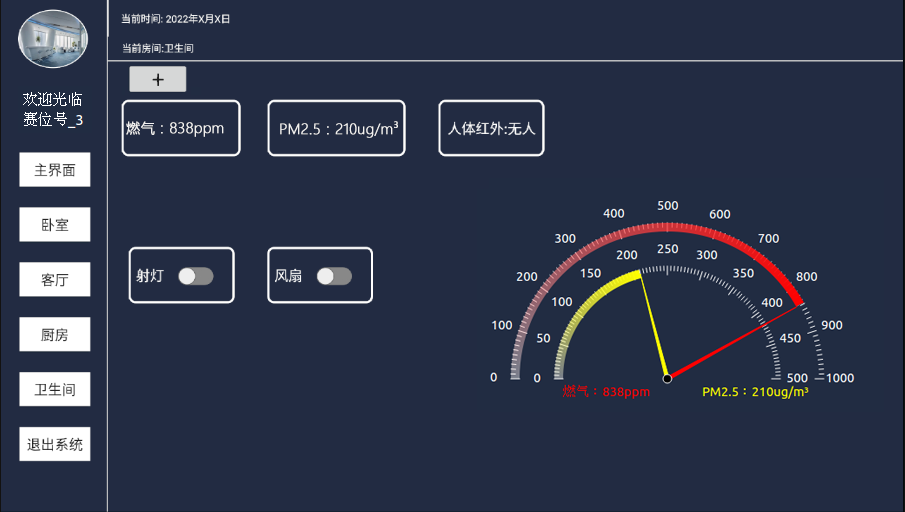 当前时间: 2022年X月X日
当前房间:卫生间
欢迎光临
赛位号_3
主界面
卧室
客厅
厨房
卫生间
退出系统
+
燃气：838ppm
PM2.5：210ug/m³
人体红外:无人
射灯
风扇
0
100
200
300
400
500
600
700
800
900
1000
0
50
100
150
200
250
300
350
400
450
500
燃气：838ppm
PM2.5：210ug/m³